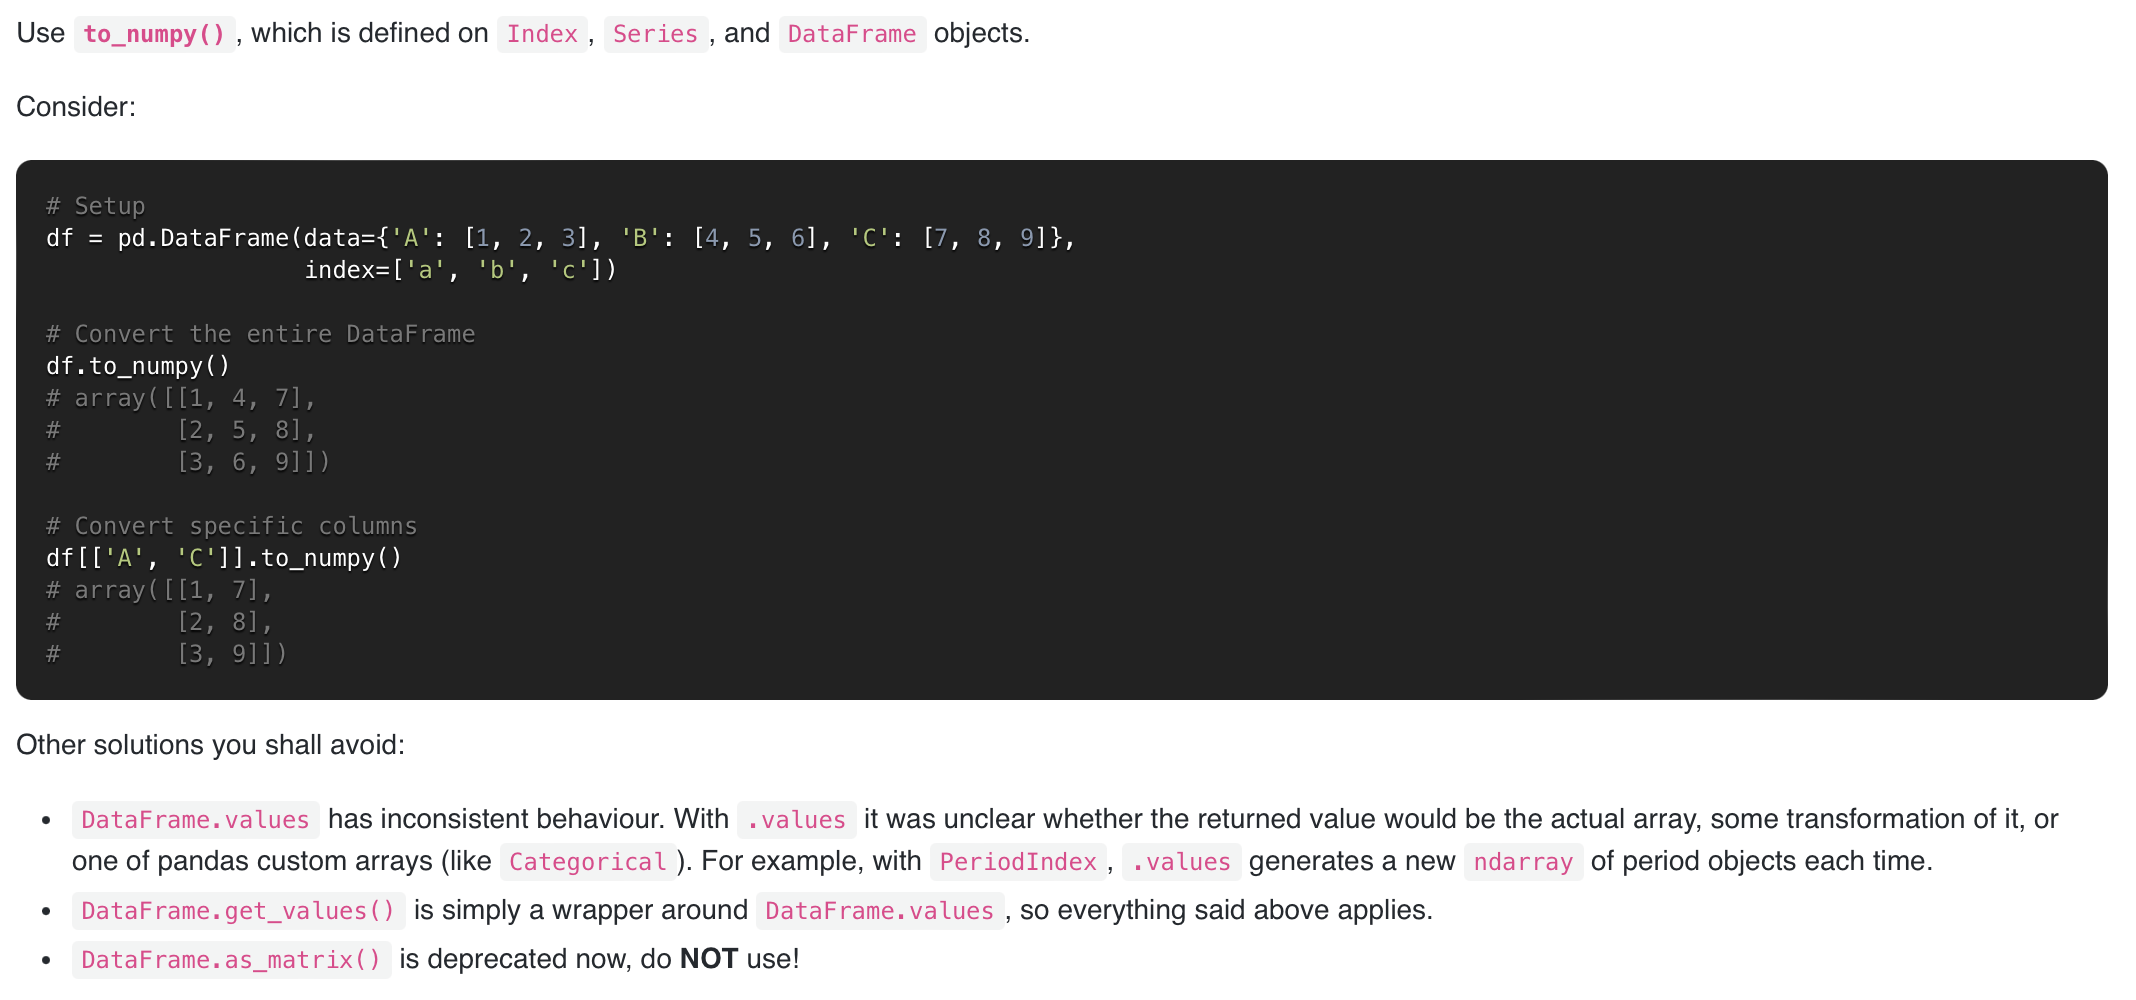 Use to_numpy(), which is defined on Index, Series, and DataFrame objects.
Consider:
# Setup
df = pd.DataFrame(data={'A': [1, 2, 3], 'B': [4, 5, 6], 'C': [7, 8, 9]},
                  index=['a', 'b', 'c'])
# Convert the entire DataFrame
df.to_numpy()
# array([[1, 4, 7],
#        [2, 5, 8],
#        [3, 6, 9]])
# Convert specific columns
df[['A', 'C']].to_numpy()
# array([[1, 7],
#        [2, 8],
#        [3, 9]])
Other solutions you shall avoid:
• DataFrame.values has inconsistent behaviour. With .values it was unclear whether the returned value would be the actual array, some transformation of it, or
one of pandas custom arrays (like Categorical). For example, with PeriodIndex, .values generates a new ndarray of period objects each time.
• DataFrame.get_values() is simply a wrapper around DataFrame.values, so everything said above applies.
• DataFrame.as_matrix() is deprecated now, do NOT use!